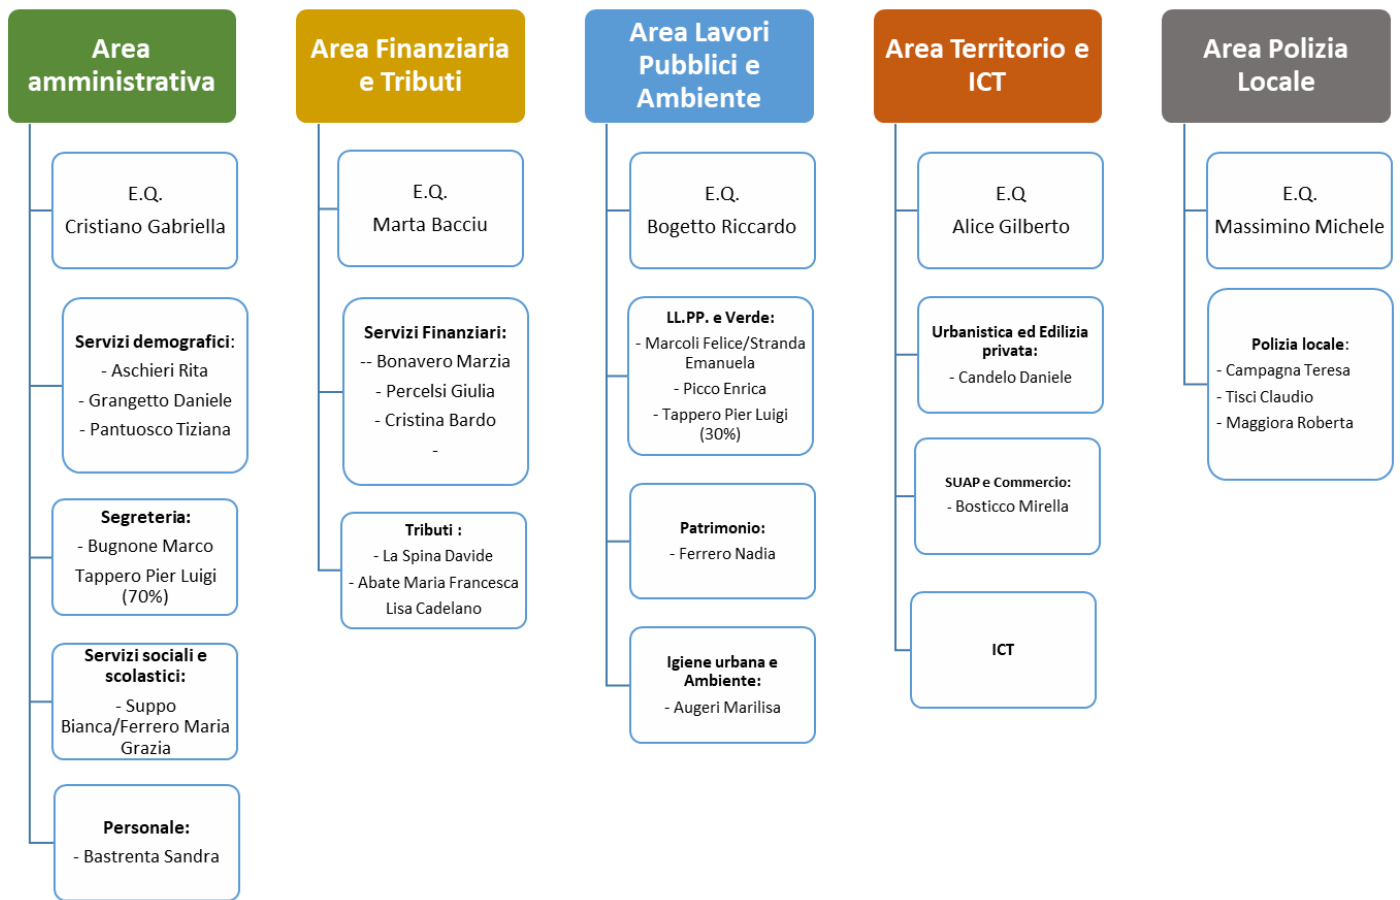 Area
amministrativa
E.Q.
Cristiano Gabriella
Servizi demografici:
- Aschieri Rita
- Grangetto Daniele
- Pantuosco Tiziana
Segreteria:
- Bugnone Marco
Tappero Pier Luigi
(70%)
Servizi sociali e
scolastici:
- Suppo
Bianca/Ferrero Maria
Grazia
Personale:
- Bastrenta Sandra
Area Finanziaria
e Tributi
E.Q.
Marta Bacciu
Servizi Finanziari:
-- Bonavero Marzia
- Percelsi Giulia
- Cristina Bardo
-
Tributi :
- La Spina Davide
- Abate Maria Francesca
Lisa Cadelano
Area Lavori
Pubblici e
Ambiente
E.Q.
Bogetto Riccardo
LL.PP. e Verde:
- Marcoli Felice/Stranda
Emanuela
- Picco Enrica
- Tappero Pier Luigi
(30%)
Patrimonio:
- Ferrero Nadia
Igiene urbana e
Ambiente:
- Augeri Marilisa
Area Territorio e
ICT
E.Q
Alice Gilberto
Urbanistica ed Edilizia
privata:
- Candelo Daniele
SUAP e Commercio:
- Bosticco Mirella
ICT
Area Polizia
Locale
E.Q.
Massimino Michele
Polizia locale:
- Campagna Teresa
- Tisci Claudio
- Maggiora Roberta